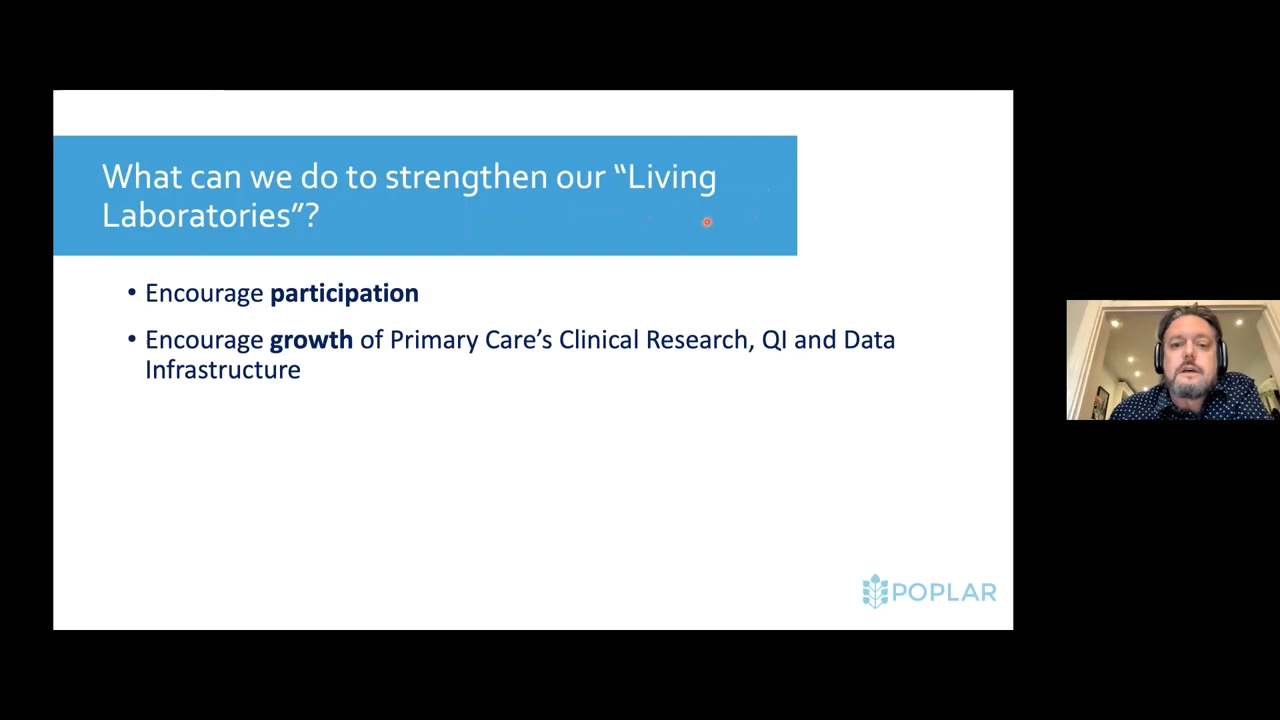 What can we do to strengthen our “Living
Laboratories”?
• Encourage participation
• Encourage growth of Primary Care’s Clinical Research, QI and Data
Infrastructure
POPLAR